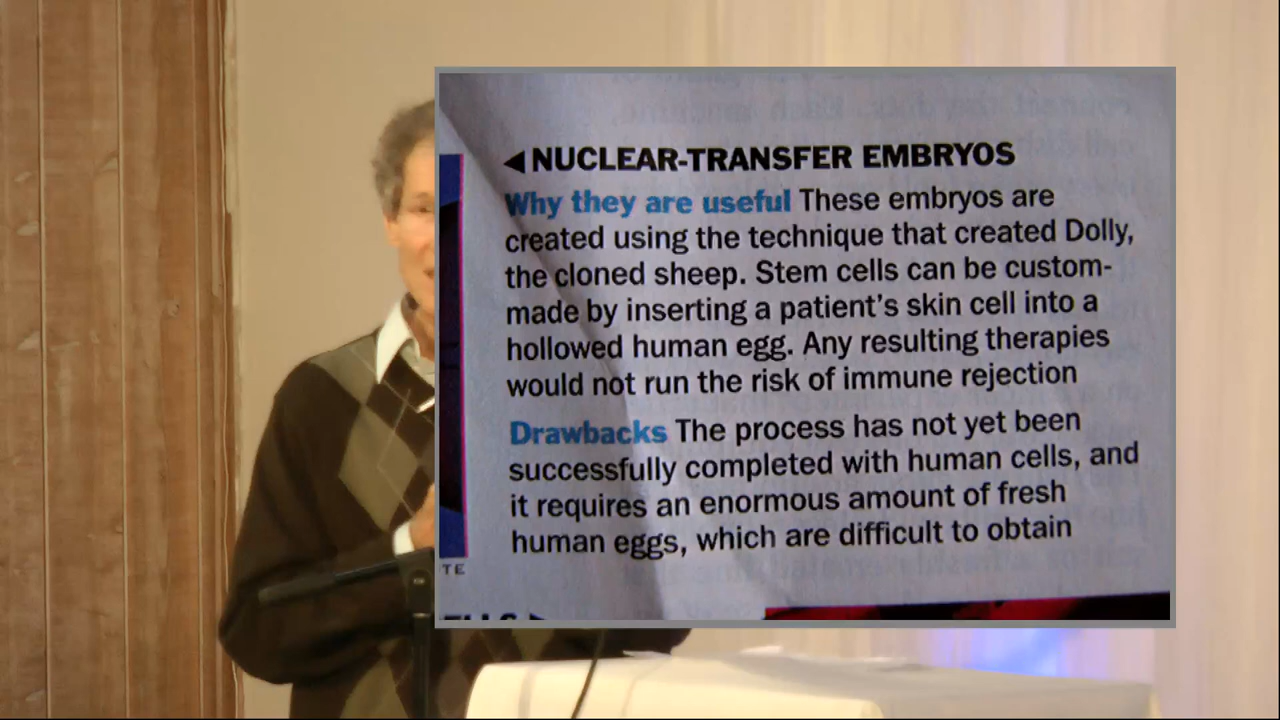 ◀ NUCLEAR-TRANSFER EMBRYOS
Why they are useful These embryos are
created using the technique that created Dolly,
the cloned sheep. Stem cells can be custom-
made by inserting a patient's skin cell into a
hollowed human egg. Any resulting therapies
would not run the risk of immune rejection
Drawbacks The process has not yet been
successfully completed with human cells, and
it requires an enormous amount of fresh
human eggs, which are difficult to obtain
TE